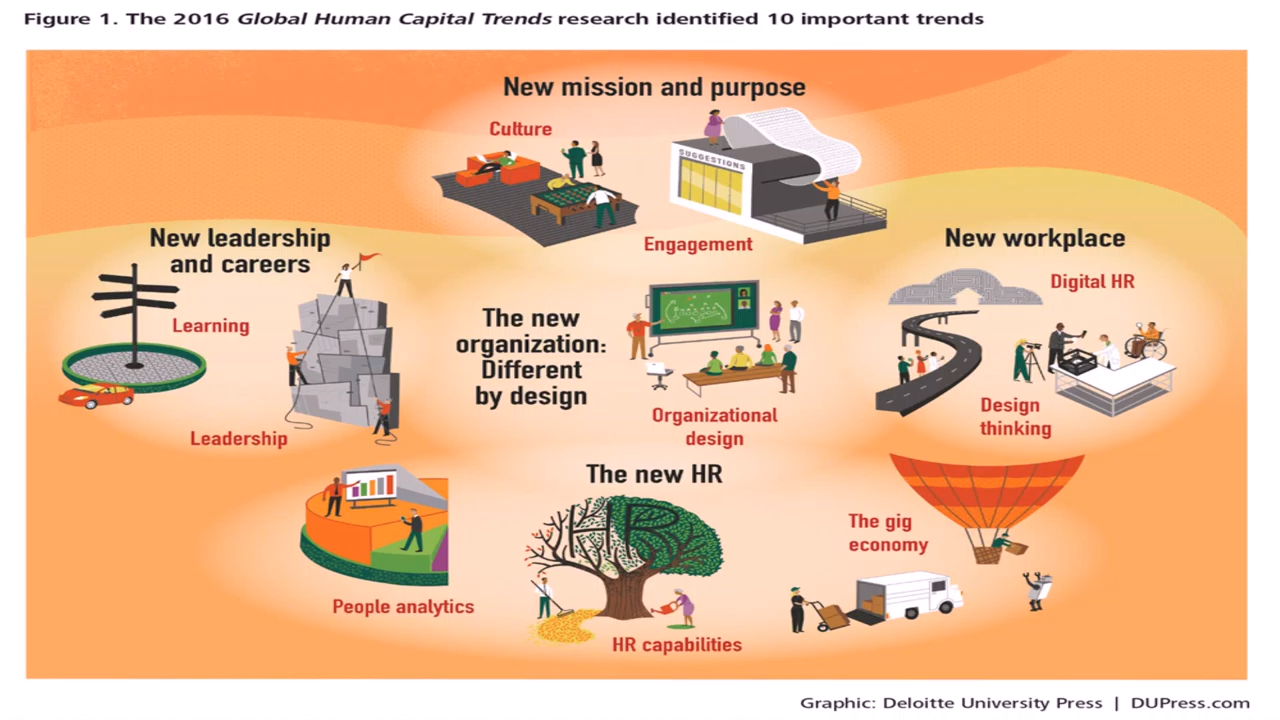 Figure 1. The 2016 Global Human Capital Trends research identified 10 important trends
New mission and purpose
Culture
SUGGESTIONS
Engagement
New leadership
and careers
Learning
Leadership
The new
organization:
Different
by design
Organizational
design
New workplace
Digital HR
Design
thinking
The new HR
People analytics
HR
HR capabilities
The gig
economy
Graphic: Deloitte University Press | DUPress.com